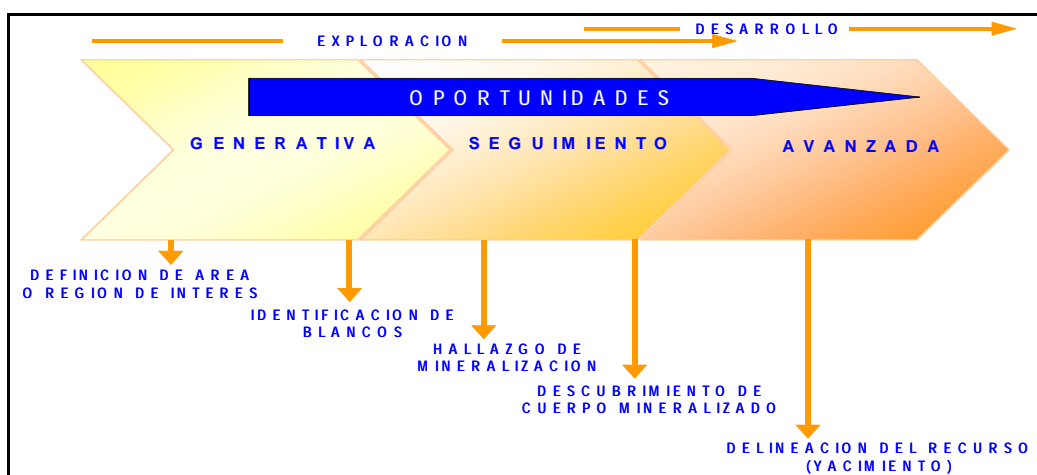 EXPLORACION
DESARROLLO
OPORTUNIDADES
GENERATIVA
SEGUIMIENTO
AVANZADA
DEFINICION DE AREA
O REGION DE INTERES
IDENTIFICACION DE
BLANCOS
HALLAZGO DE
MINERALIZACION
DESCUBRIMIENTO DE
CUERPO MINERALIZADO
DELINEACION DEL RECURSO
(YACIMIENTO)